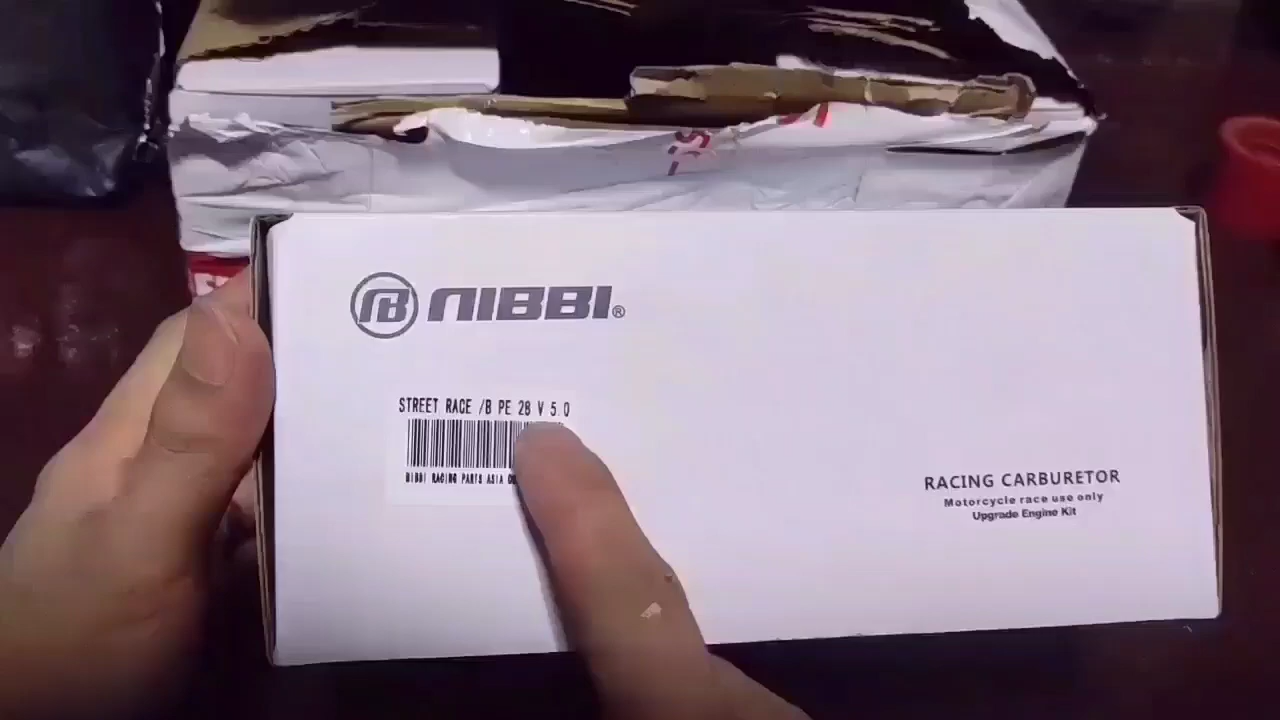 NIBBI®
STREET RACE /B PE 28 V 5.0
NIBBI RACING PARTS ASIA
RACING CARBURETOR
Motorcycle race use only
Upgrade Engine Kit